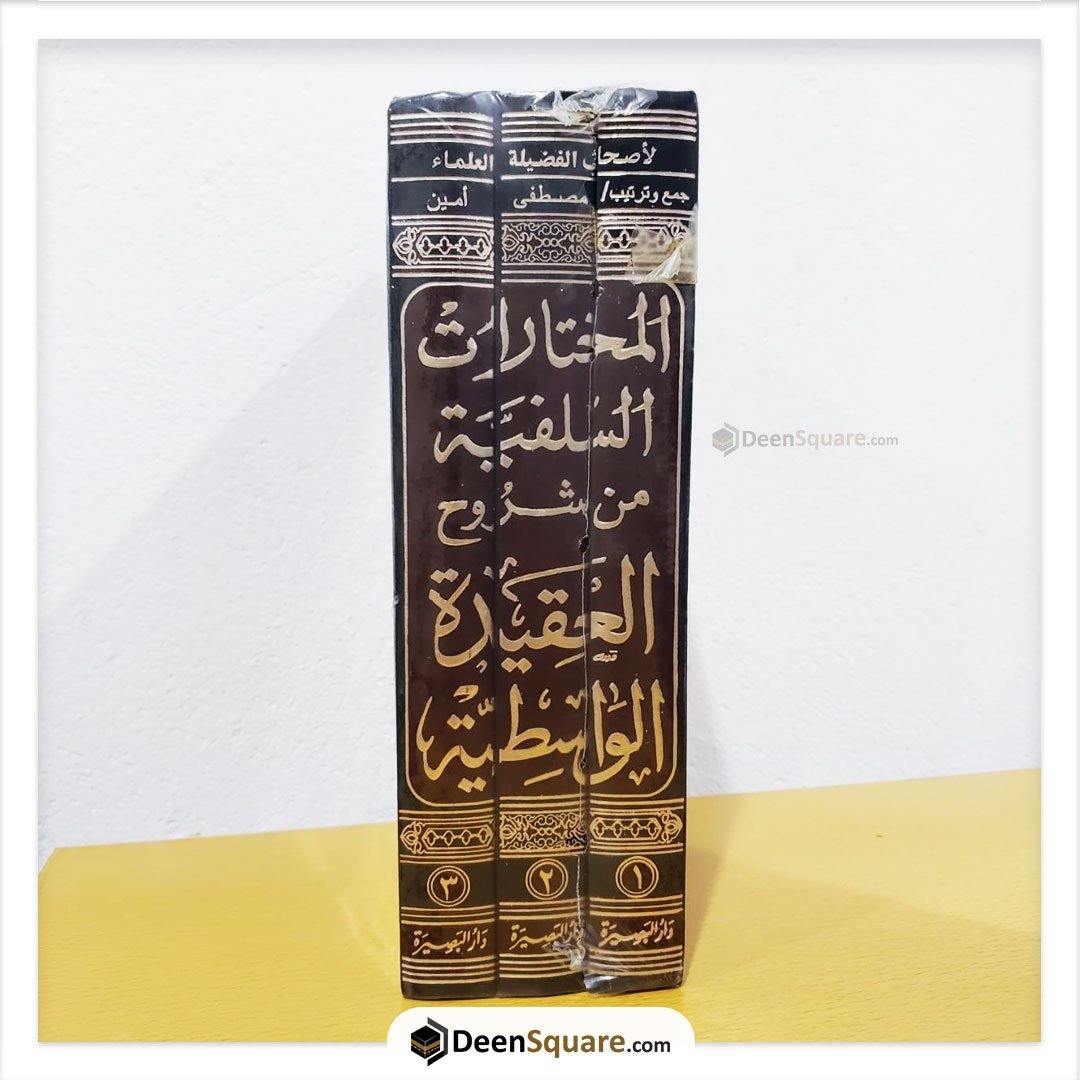 لأصحاب الفضيلة العلماء
جمع وترتيب/ مصطفى أمين
المختارات
السلفية
من شروح
العقيدة
الواسطية
١ ٢ ٣
دار البصيرة دار البصيرة دار البصيرة
DeenSquare.com
DeenSquare.com